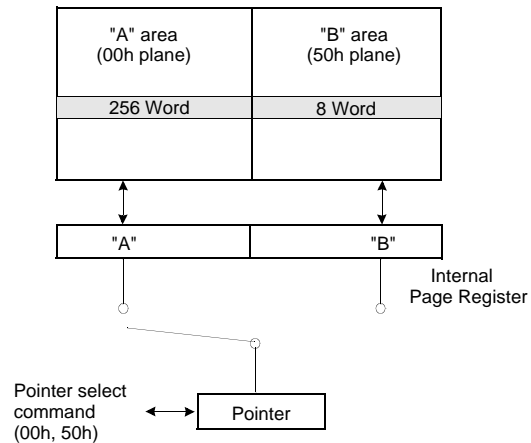 "A" area
(00h plane)
"B" area
(50h plane)
256 Word
8 Word
"A"
"B"
Internal
Page Register
Pointer select
command
(00h, 50h)
Pointer